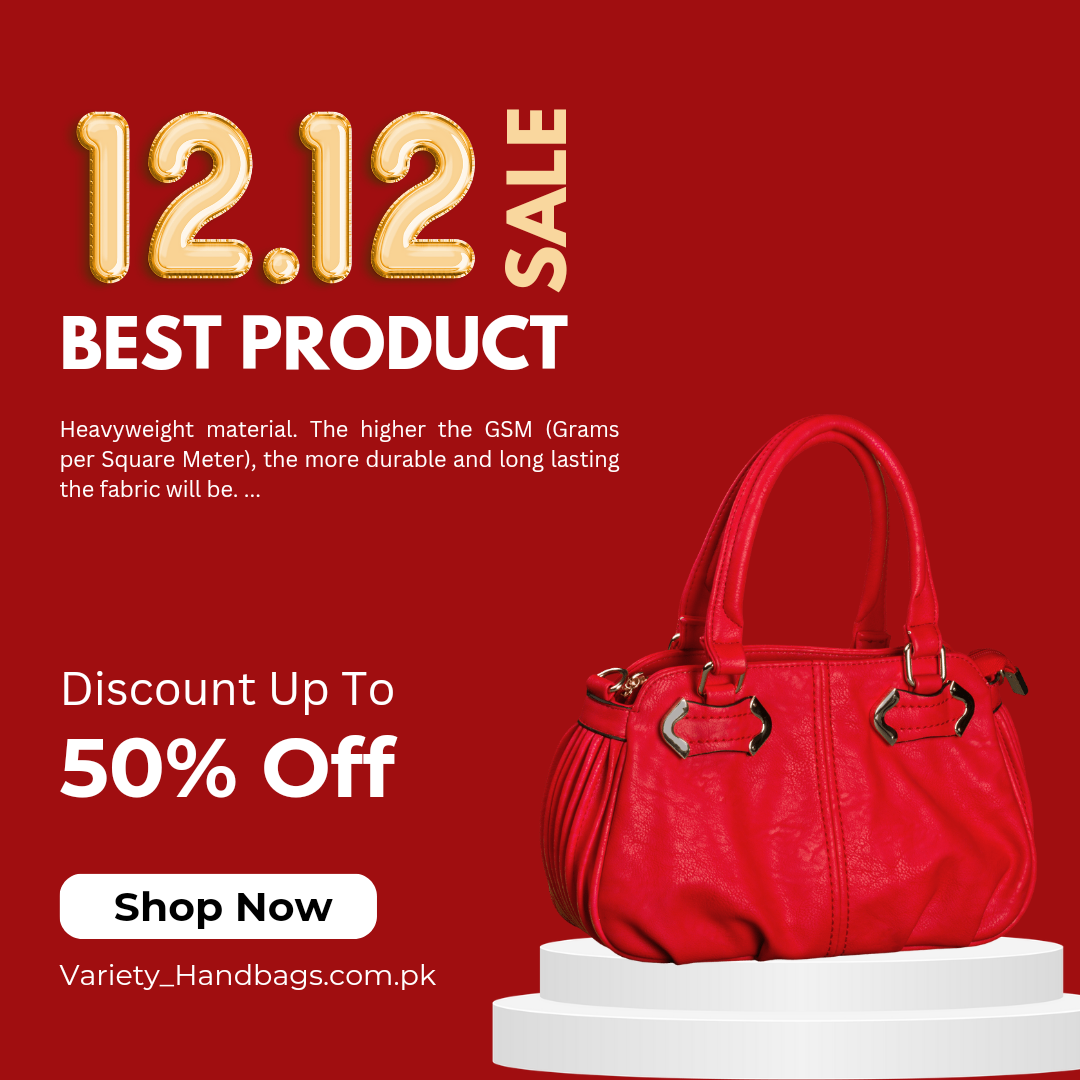 12.12
SALE
BEST PRODUCT
Heavyweight material. The higher the GSM (Grams
per Square Meter), the more durable and long lasting
the fabric will be. ...
Discount Up To
50% Off
Shop Now
Variety_Handbags.com.pk